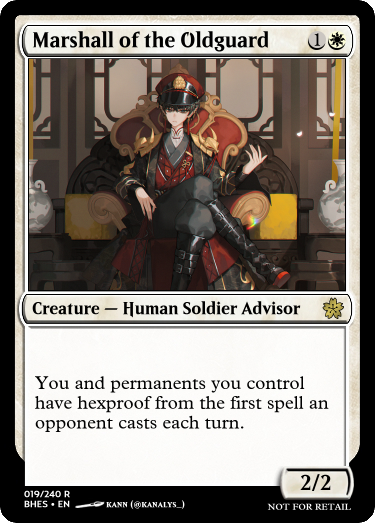 Marshall of the Oldguard 1
Creature — Human Soldier Advisor
You and permanents you control
have hexproof from the first spell an
opponent casts each turn.
2/2
019/240 R
BHES • EN KANN (@KANALYS_)
NOT FOR RETAIL